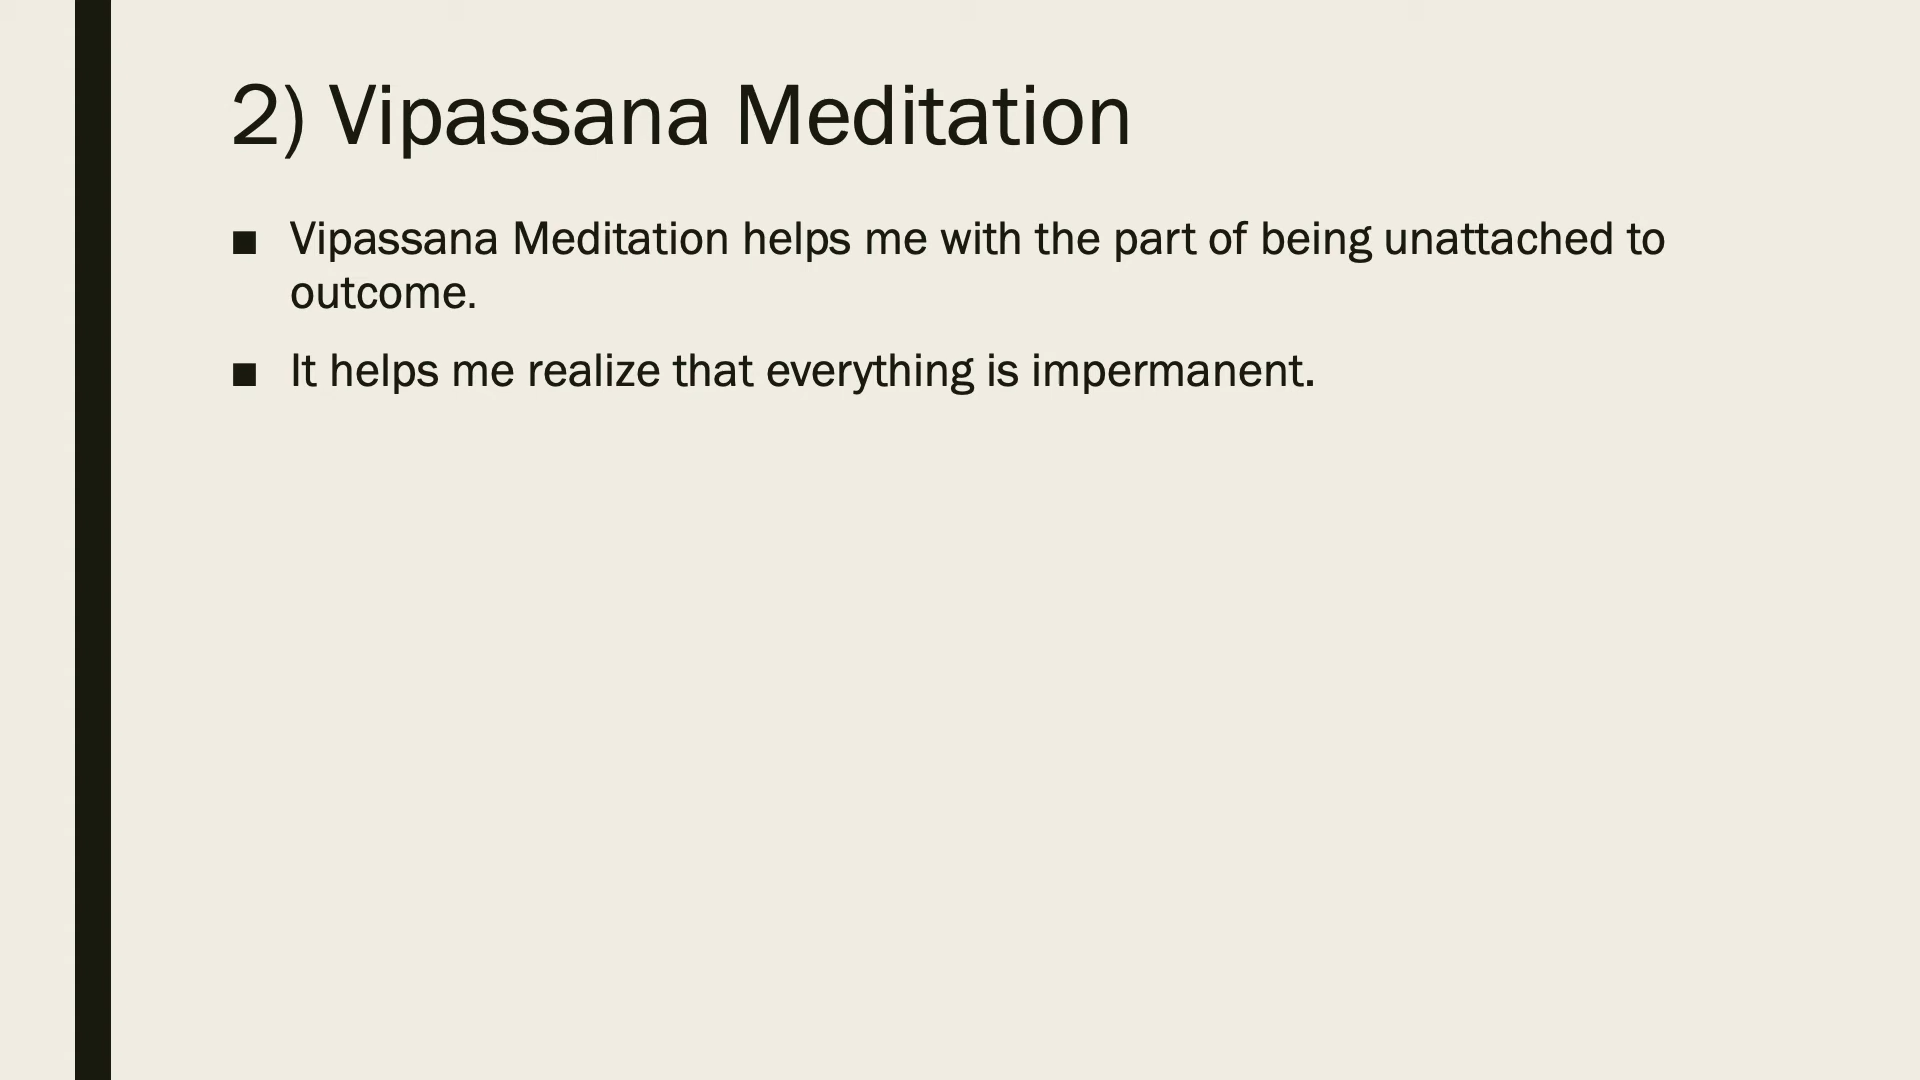 2) Vipassana Meditation
■ Vipassana Meditation helps me with the part of being unattached to
outcome.
■ It helps me realize that everything is impermanent.